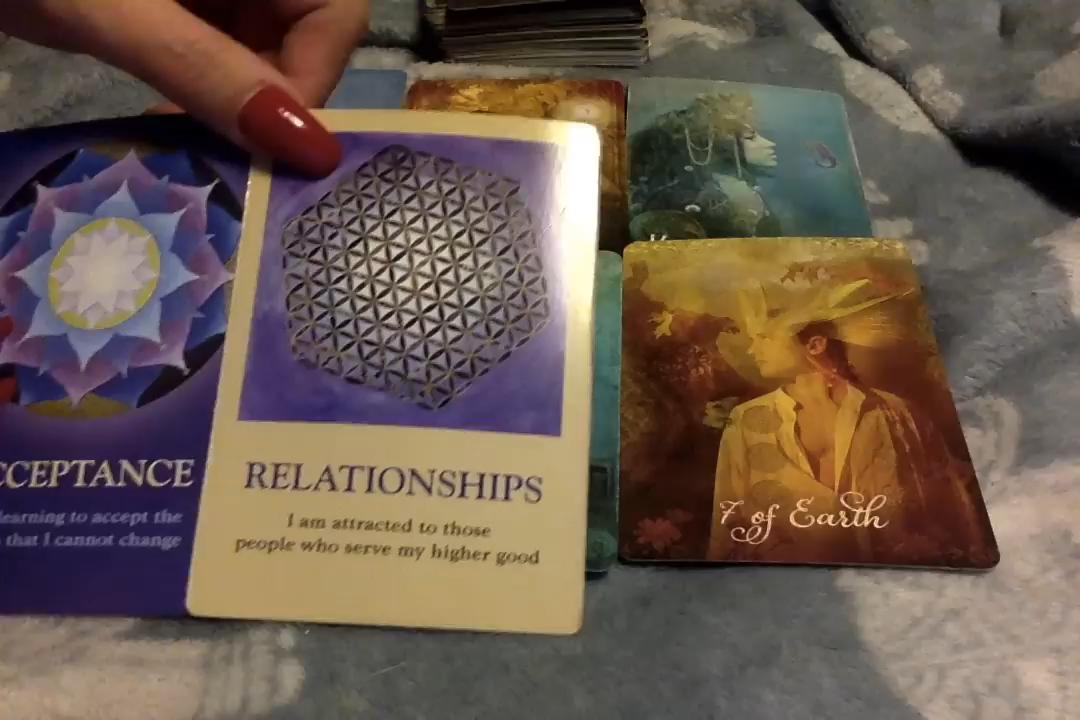 CCEPTANCE
learning to accept the
that I cannot change
RELATIONSHIPS
I am attracted to those
people who serve my higher good
7 of Earth